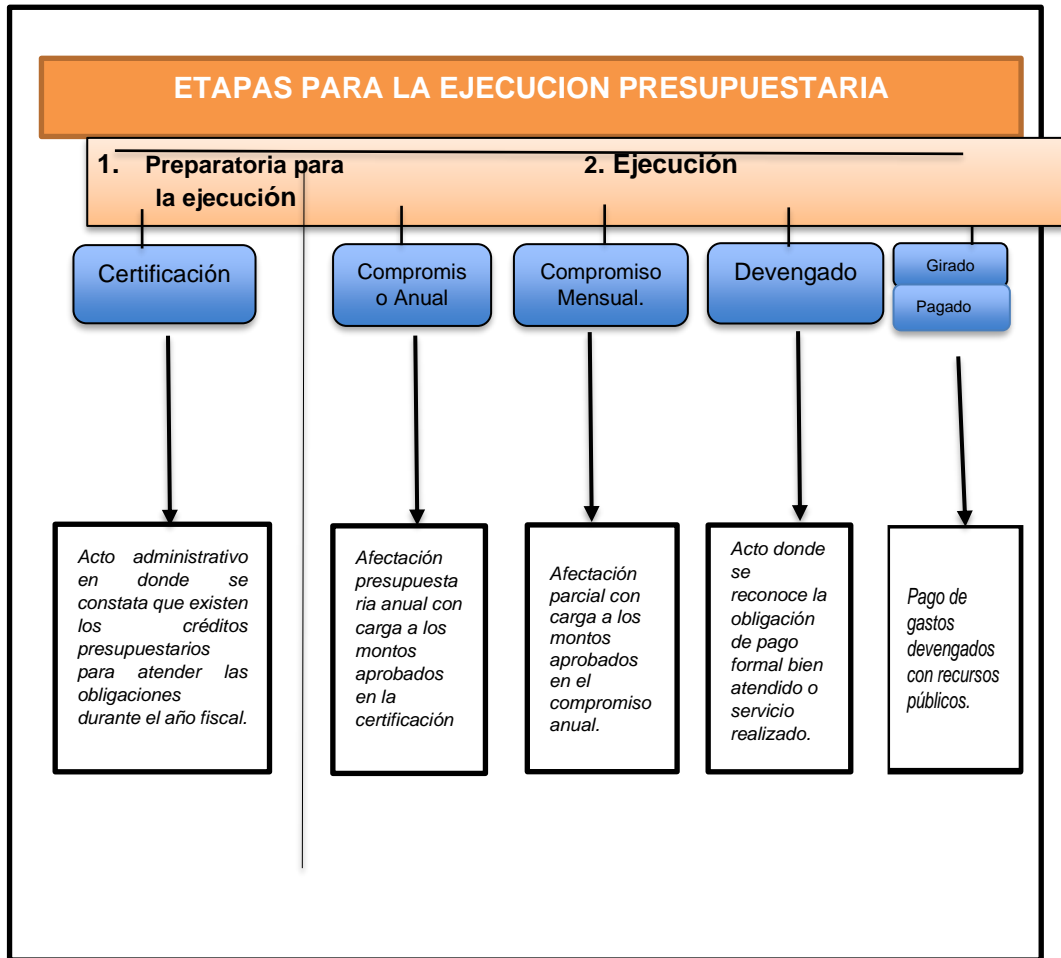 ETAPAS PARA LA EJECUCION PRESUPUESTARIA
1. Preparatoria para
la ejecución
2. Ejecución
Certificación
Compromis
o Anual
Compromiso
Mensual.
Devengado
Girado
Pagado
Acto administrativo
en donde se
constata que existen
los créditos
presupuestarios
para atender las
obligaciones
durante el año fiscal.
Afectación
presupuesta
ria anual con
carga a los
montos
aprobados
en la
certificación
Afectación
parcial con
carga a los
montos
aprobados
en el
compromiso
anual.
Acto donde
se
reconoce la
obligación
de pago
formal bien
atendido o
servicio
realizado.
Pago de
gastos
devengados
con recursos
públicos.